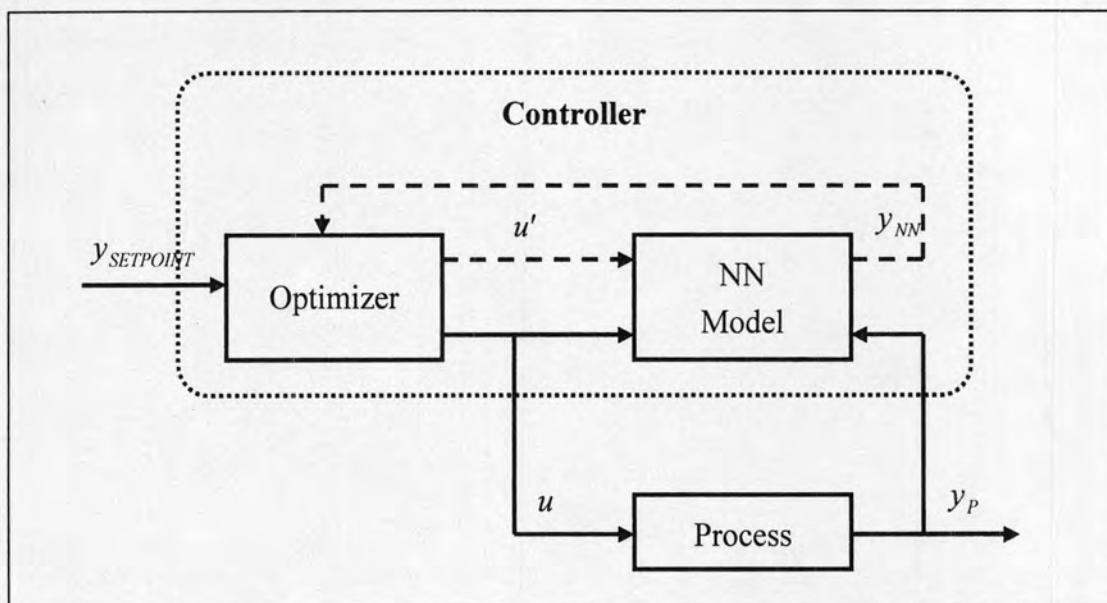 Controller
u'
y_NN
y_SETPOINT
Optimizer
NN
Model
u
Process
y_P